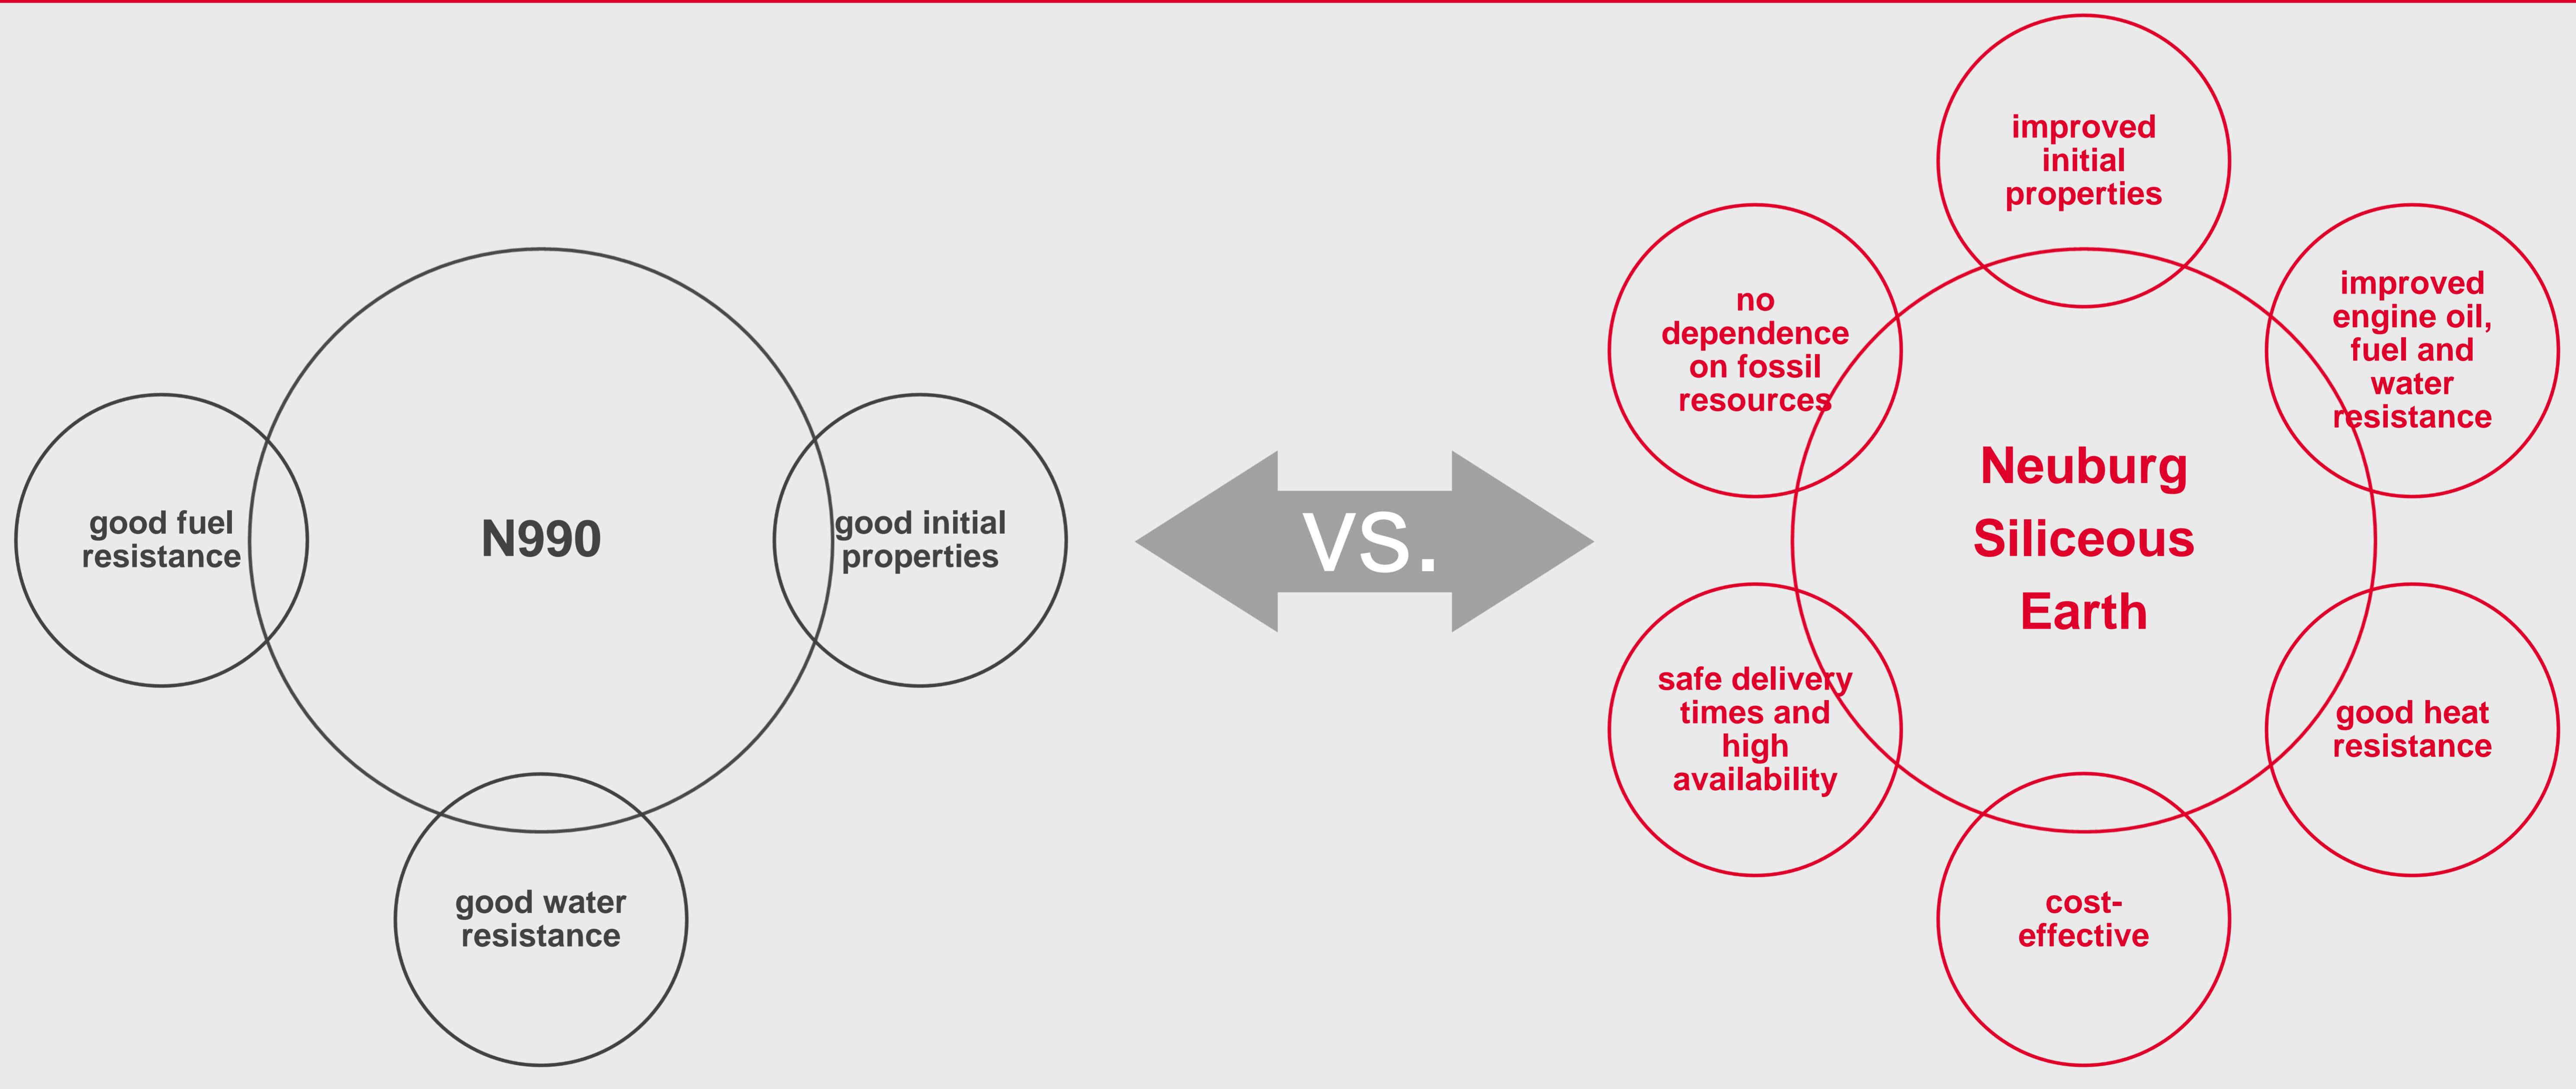 N990
good fuel
resistance
good initial
properties
good water
resistance
vs.
Neuburg
Siliceous
Earth
improved
initial
properties
improved
engine oil,
fuel and
water
resistance
good heat
resistance
cost-
effective
safe delivery
times and
high
availability
no
dependence
on fossil
resources